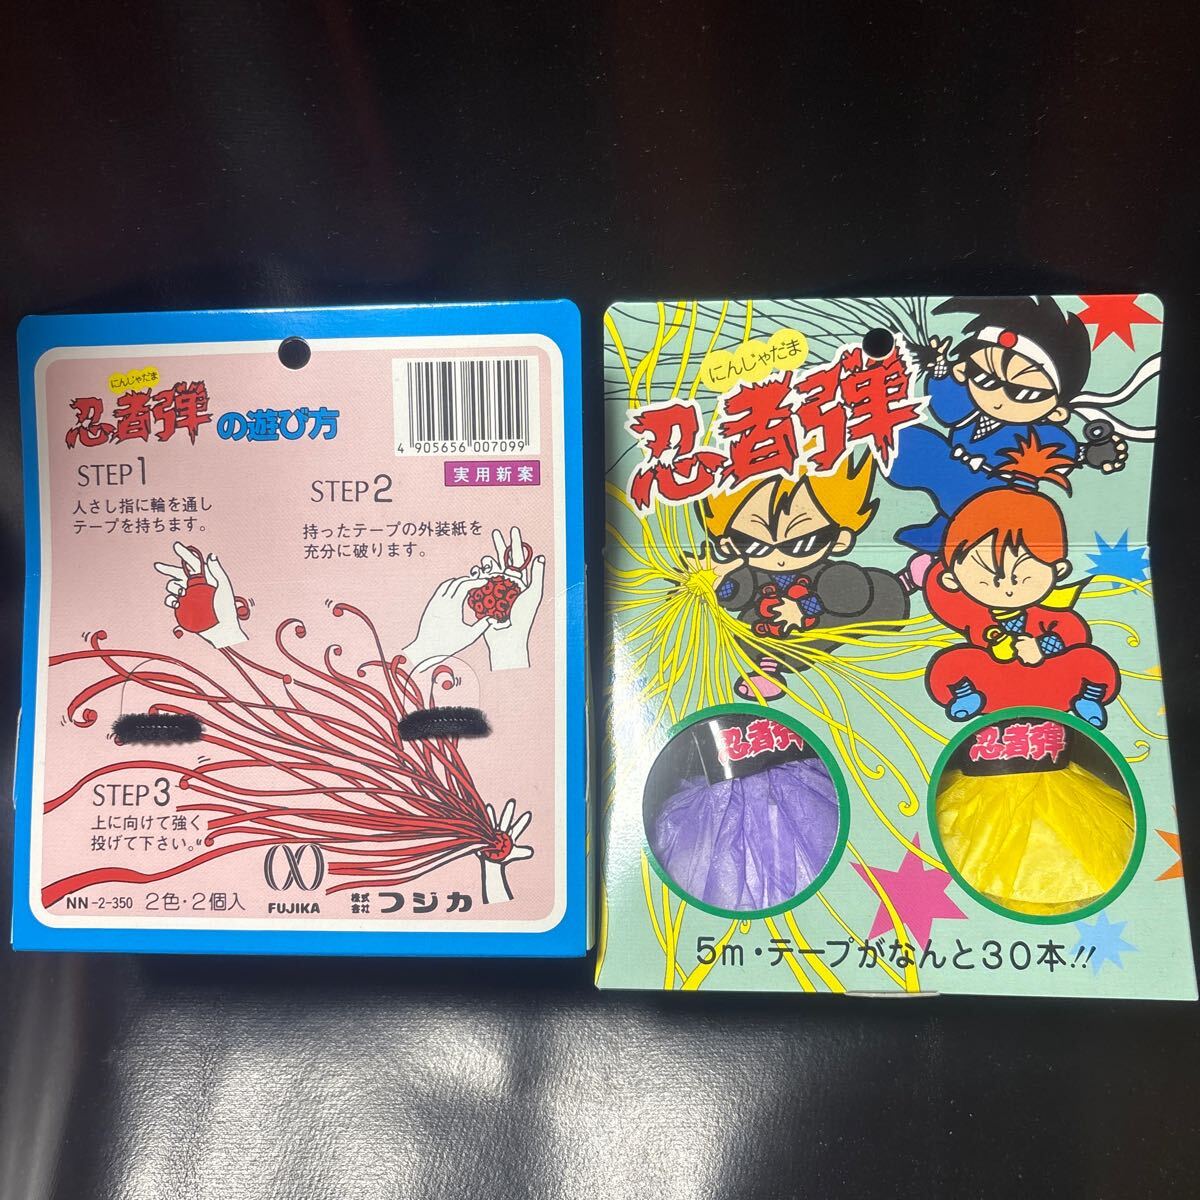 にんじゃだま
忍者弾の遊び方
4 905656 007099
実用新案
STEP1
人さし指に輪を通し
テープを持ちます。
STEP2
持ったテープの外装紙を
充分に破ります。
STEP3
上に向けて強く
投げて下さい。
NN-2-350 2色・2個入
FUJIKA
株式会社 フジカ
にんじゃだま
忍者弾
忍者弾
忍者弾
5m・テープがなんと30本!!